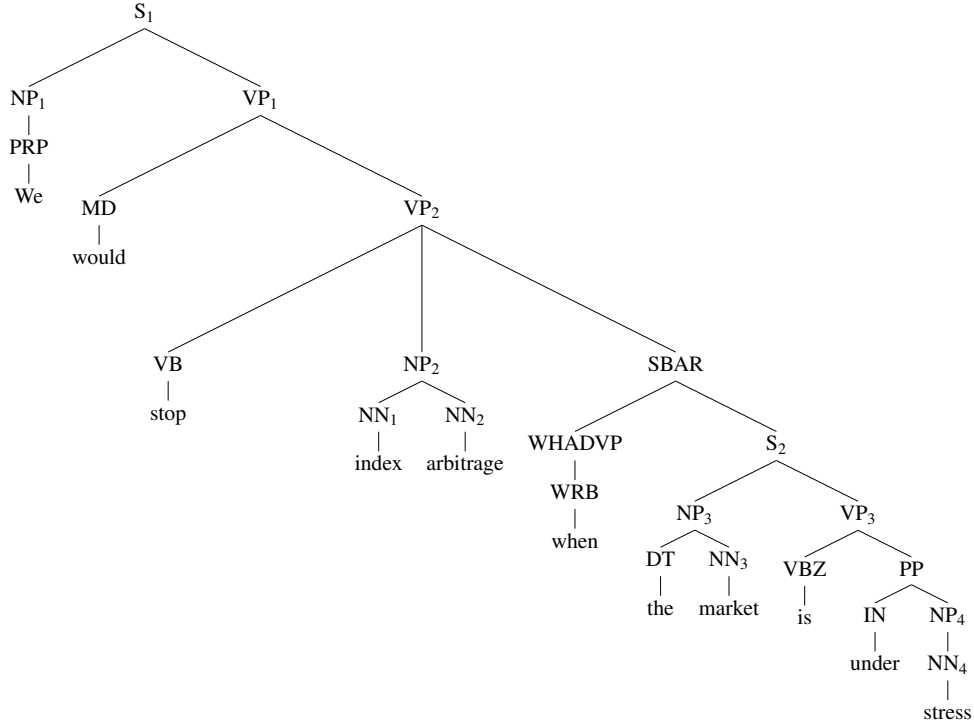 S₁
NP₁ VP₁
PRP
We
MD VP₂
would
VB NP₂ SBAR
stop
NN₁ NN₂
index arbitrage
WHADVP S₂
WRB
when
NP₃ VP₃
DT NN₃ VBZ PP
the market is
IN NP₄
under NN₄
stress